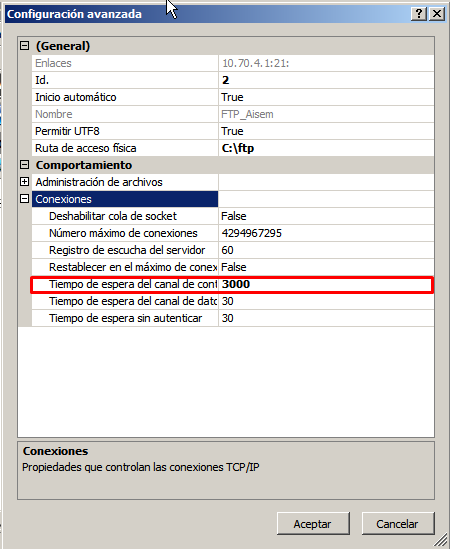 Configuración avanzada
(General)
Enlaces 10.70.4.1:21:
Id. 2
Inicio automático True
Nombre FTP_Aisem
Permitir UTF8 True
Ruta de acceso física C:\ftp
Comportamiento
Administración de archivos
Conexiones
Deshabilitar cola de socket False
Número máximo de conexiones 4294967295
Registro de escucha del servidor 60
Restablecer en el máximo de conex False
Tiempo de espera del canal de cont 3000
Tiempo de espera del canal de dato 30
Tiempo de espera sin autenticar 30
Conexiones
Propiedades que controlan las conexiones TCP/IP
Aceptar Cancelar